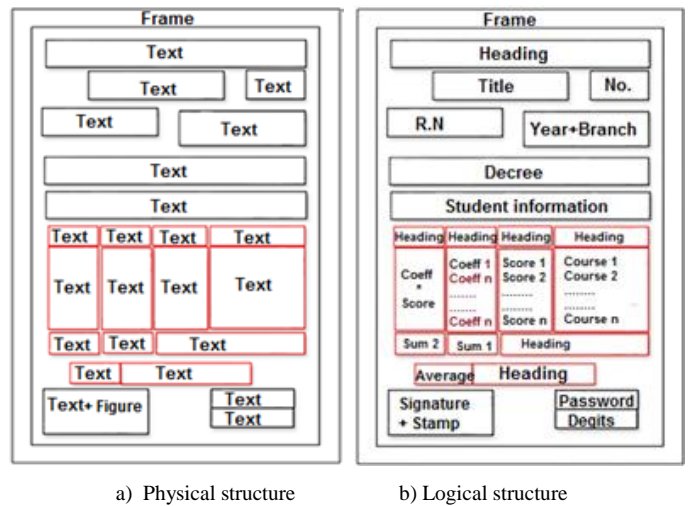 Frame
Text
Text
Text
Text
Text
Text
Text
Text Text Text Text
Text Text Text Text
Text Text Text
Text Text
Text+ Figure
Text
Text
a) Physical structure
Frame
Heading
Title
No.
R.N
Year+Branch
Decree
Student information
Heading Heading Heading Heading
Coeff
*
Score
Coeff 1
Coeff n
.......
.......
Coeff n
Score 1
Score 2
........
........
Score n
Course 1
Course 2
.......
.......
Course n
Sum 2 Sum 1 Heading
Average Heading
Signature
+ Stamp
Password
Degits
b) Logical structure